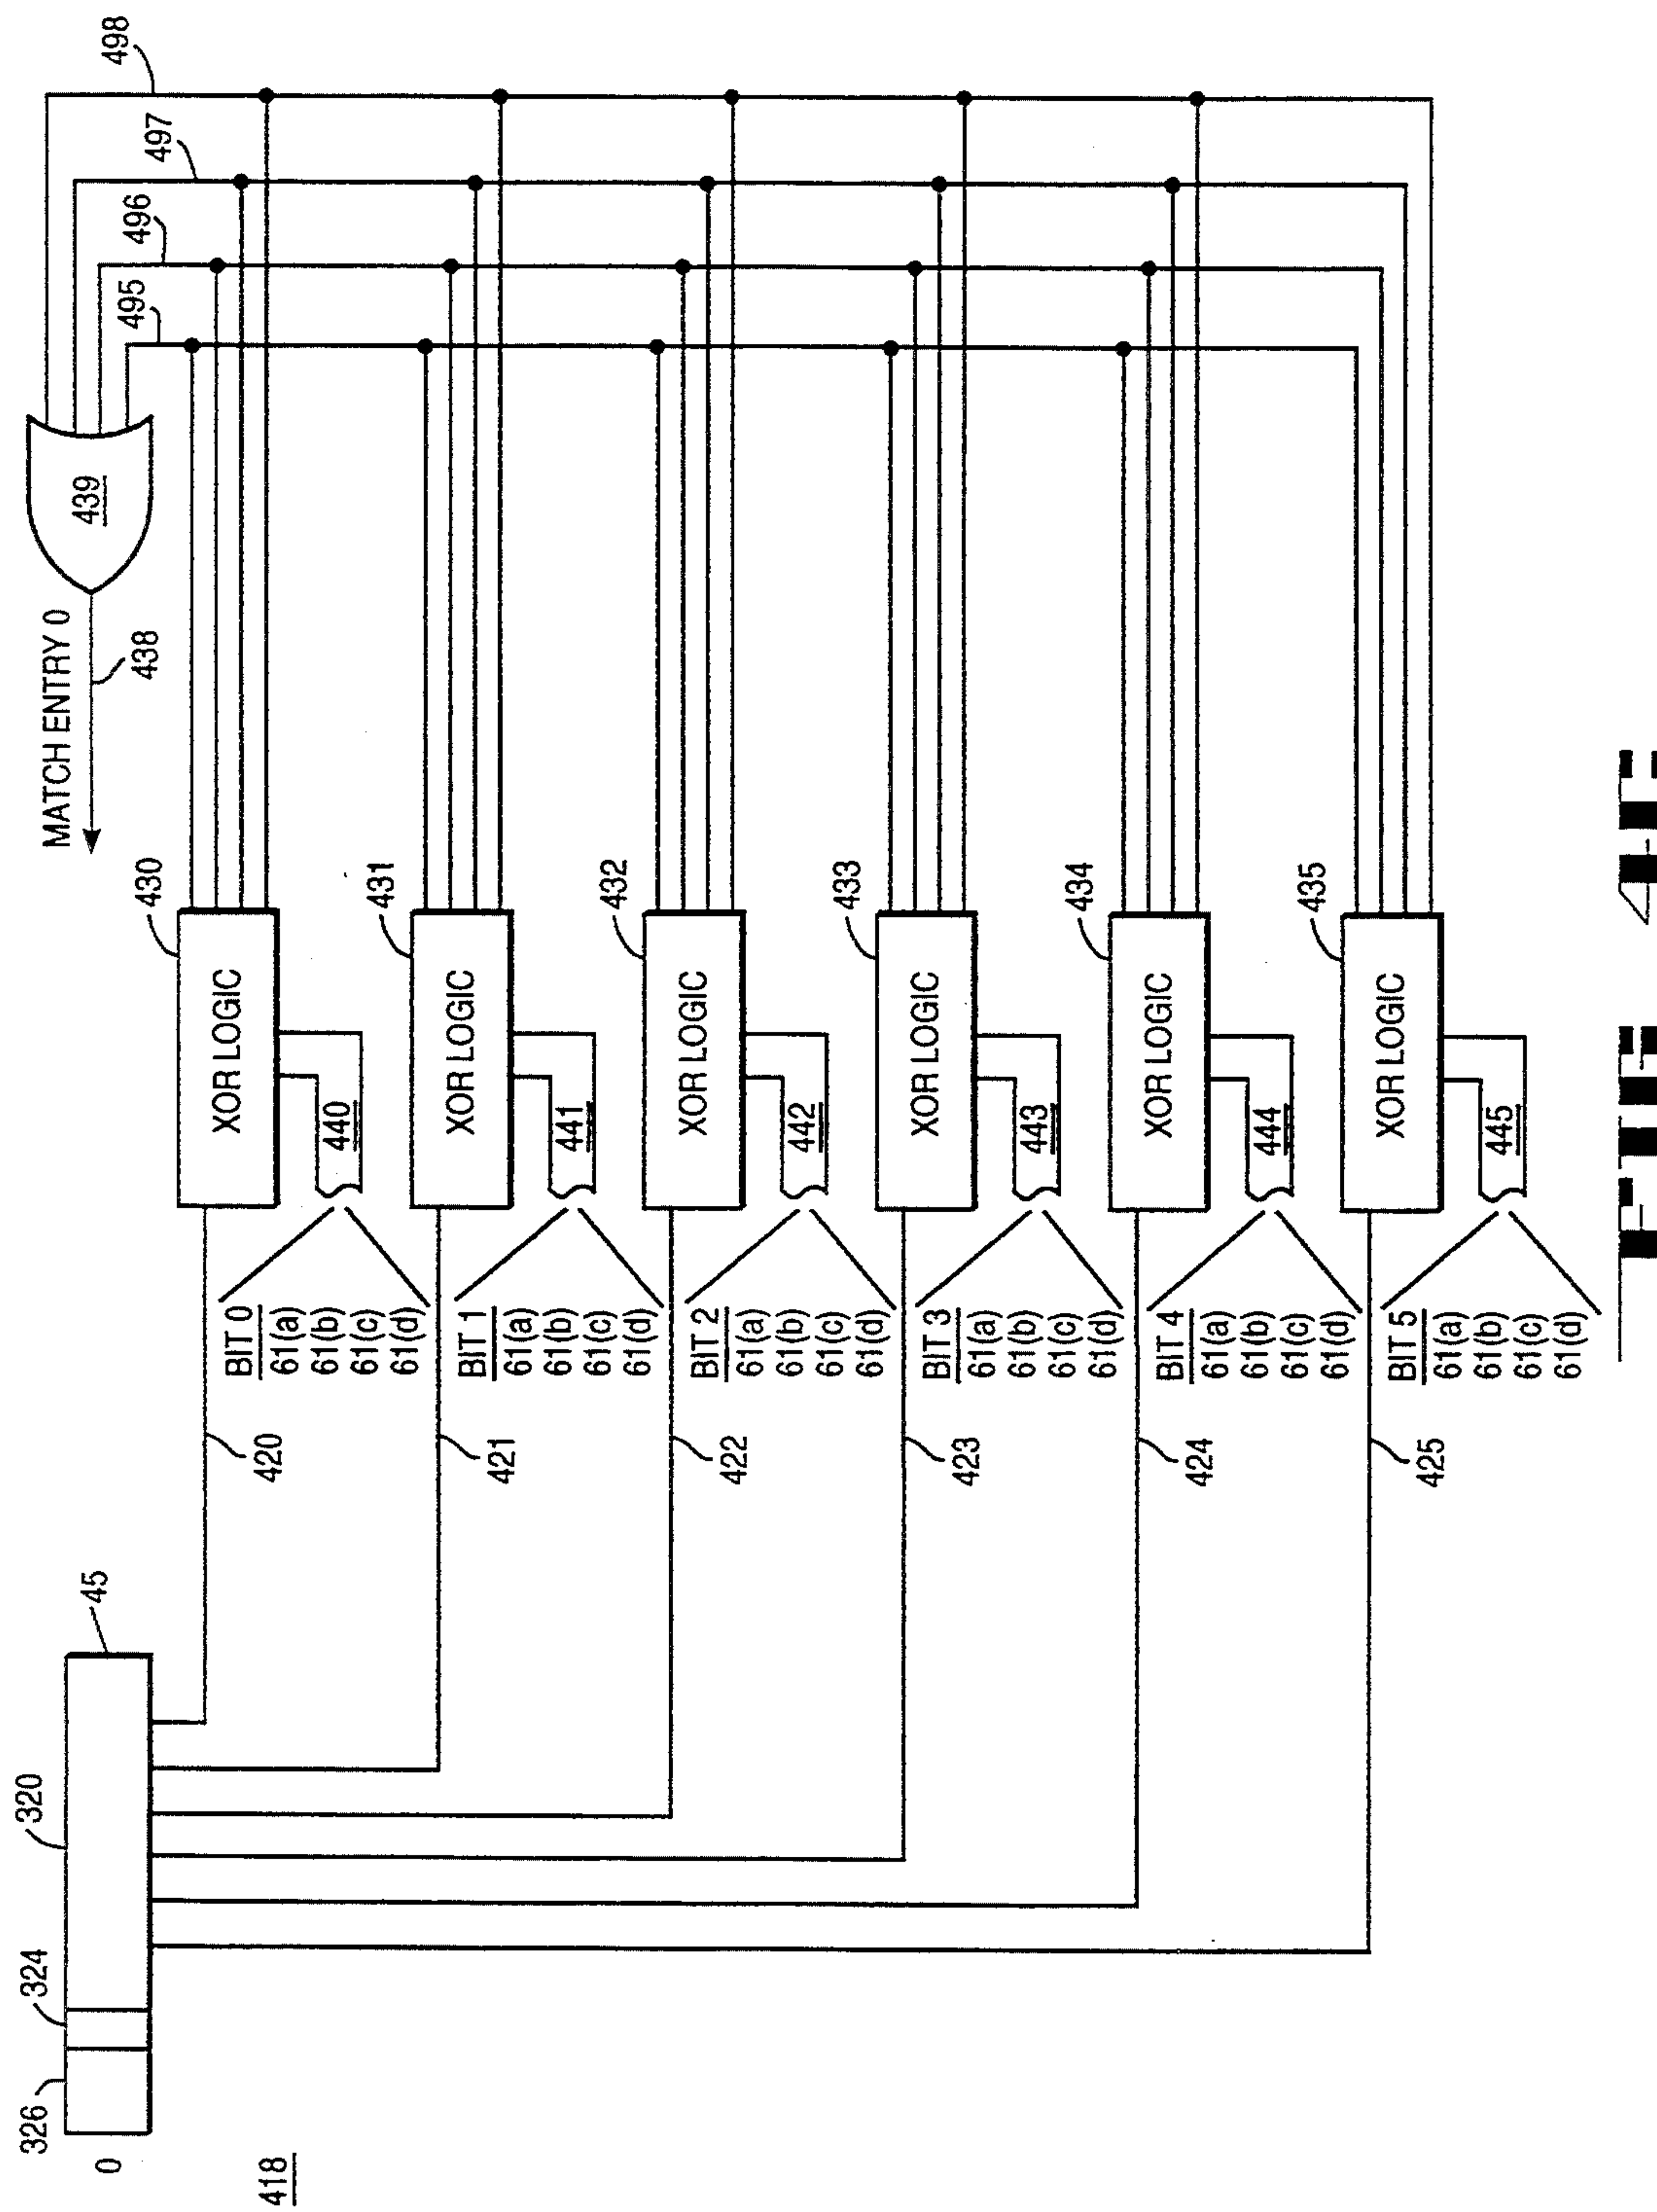 326
324
320
MATCH ENTRY 0
0
45
439
498
438
495
496
497
430
XOR LOGIC
BIT 0
61(a)
61(b)
61(c)
61(d)
440
420
418
431
XOR LOGIC
BIT 1
61(a)
61(b)
61(c)
61(d)
441
421
432
XOR LOGIC
BIT 2
61(a)
61(b)
61(c)
61(d)
442
422
433
XOR LOGIC
BIT 3
61(a)
61(b)
61(c)
61(d)
443
423
434
XOR LOGIC
BIT 4
61(a)
61(b)
61(c)
61(d)
444
424
435
XOR LOGIC
BIT 5
61(a)
61(b)
61(c)
61(d)
445
425